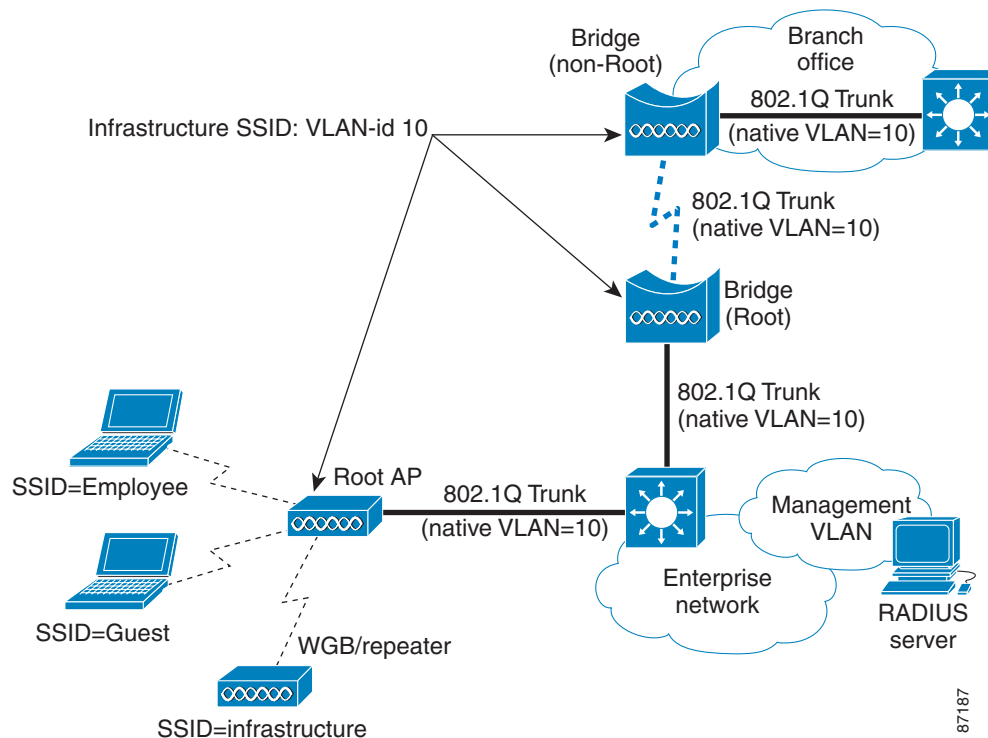 Bridge
(non-Root)
Branch
office
802.1Q Trunk
(native VLAN=10)
Infrastructure SSID: VLAN-id 10
802.1Q Trunk
(native VLAN=10)
Bridge
(Root)
802.1Q Trunk
(native VLAN=10)
SSID=Employee
Root AP
802.1Q Trunk
(native VLAN=10)
Management
VLAN
Enterprise
network
RADIUS
server
SSID=Guest
WGB/repeater
SSID=infrastructure
87187